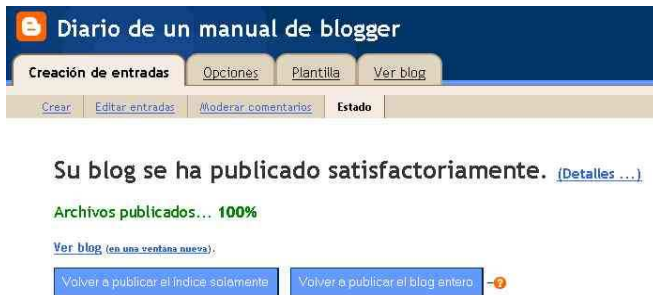 Diario de un manual de blogger
Creación de entradas Opciones Plantilla Ver blog
Crear Editar entradas Moderar comentarios Estado
Su blog se ha publicado satisfactoriamente. (Detalles ...)
Archivos publicados... 100%
Ver blog (en una ventana nueva).
Volver a publicar el índice solamente Volver a publicar el blog entero -?